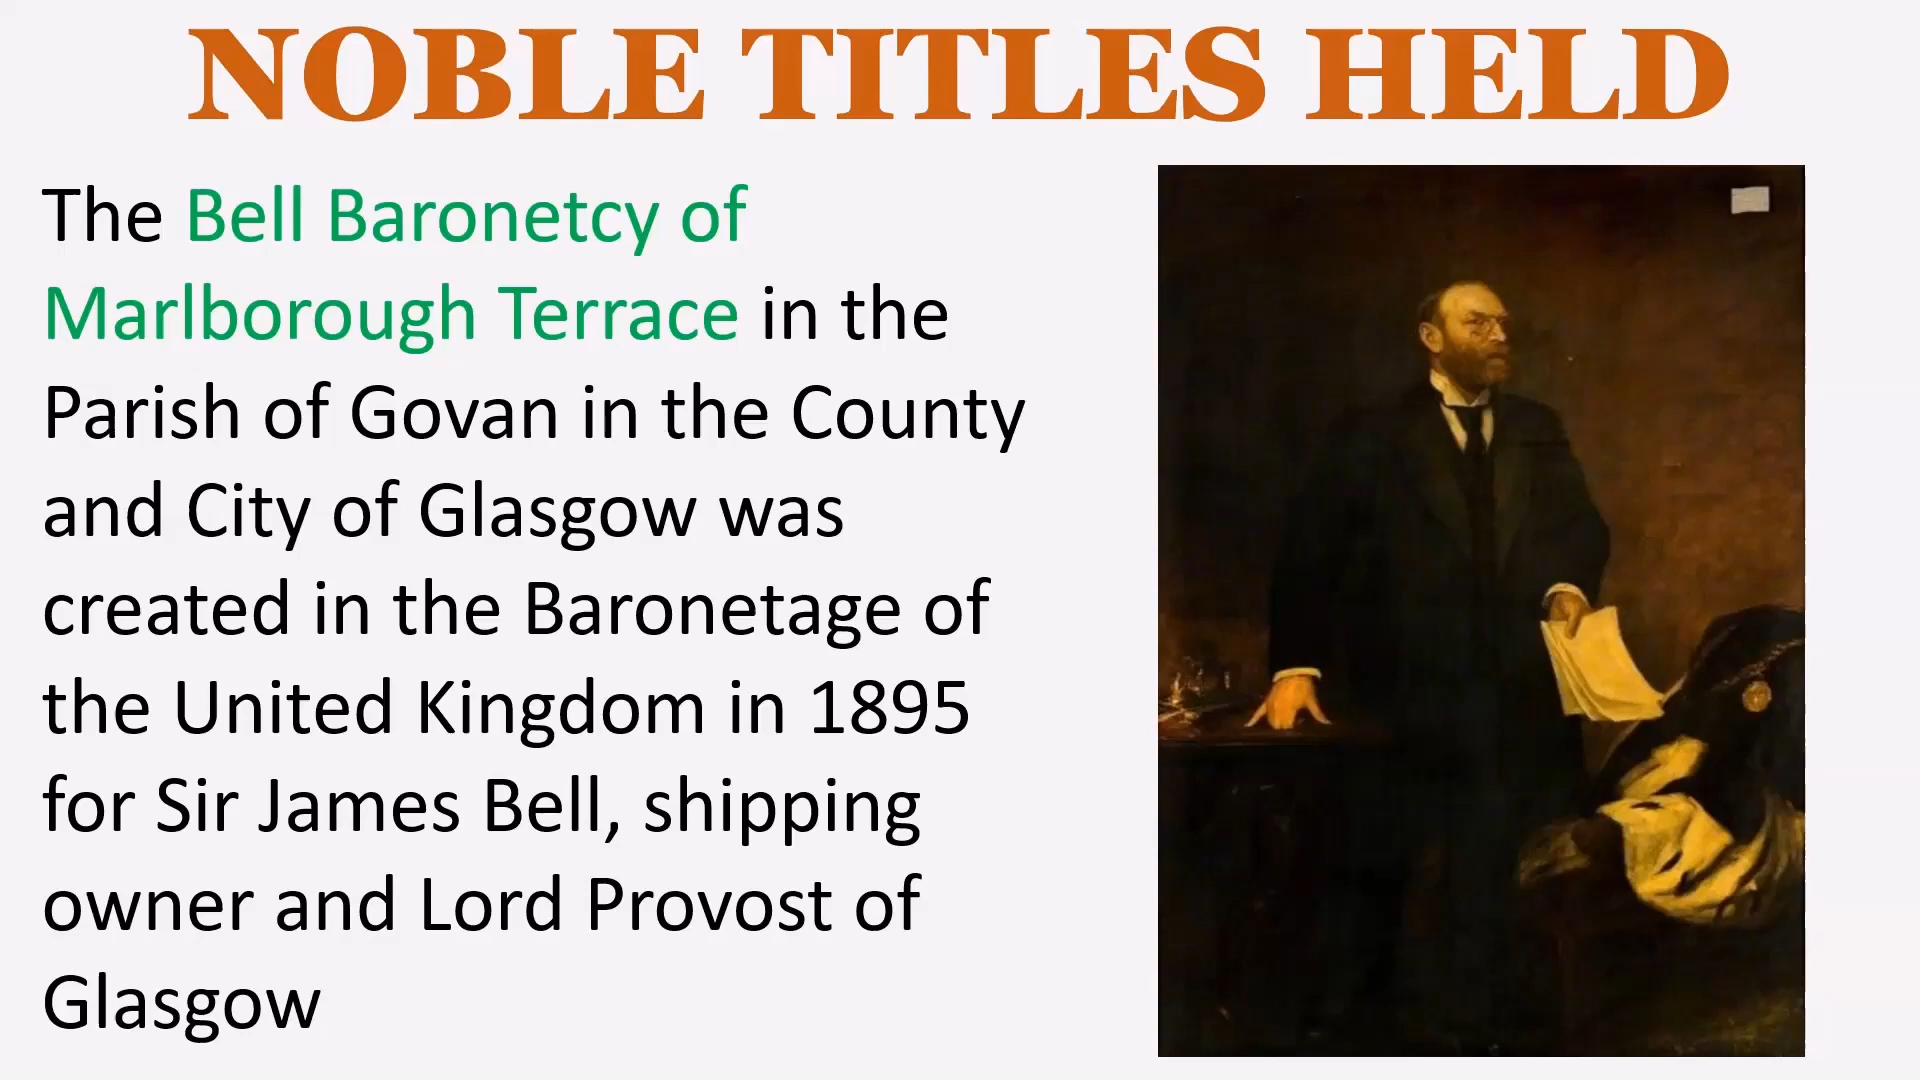 NOBLE TITLES HELD
The Bell Baronetcy of
Marlborough Terrace in the
Parish of Govan in the County
and City of Glasgow was
created in the Baronetage of
the United Kingdom in 1895
for Sir James Bell, shipping
owner and Lord Provost of
Glasgow